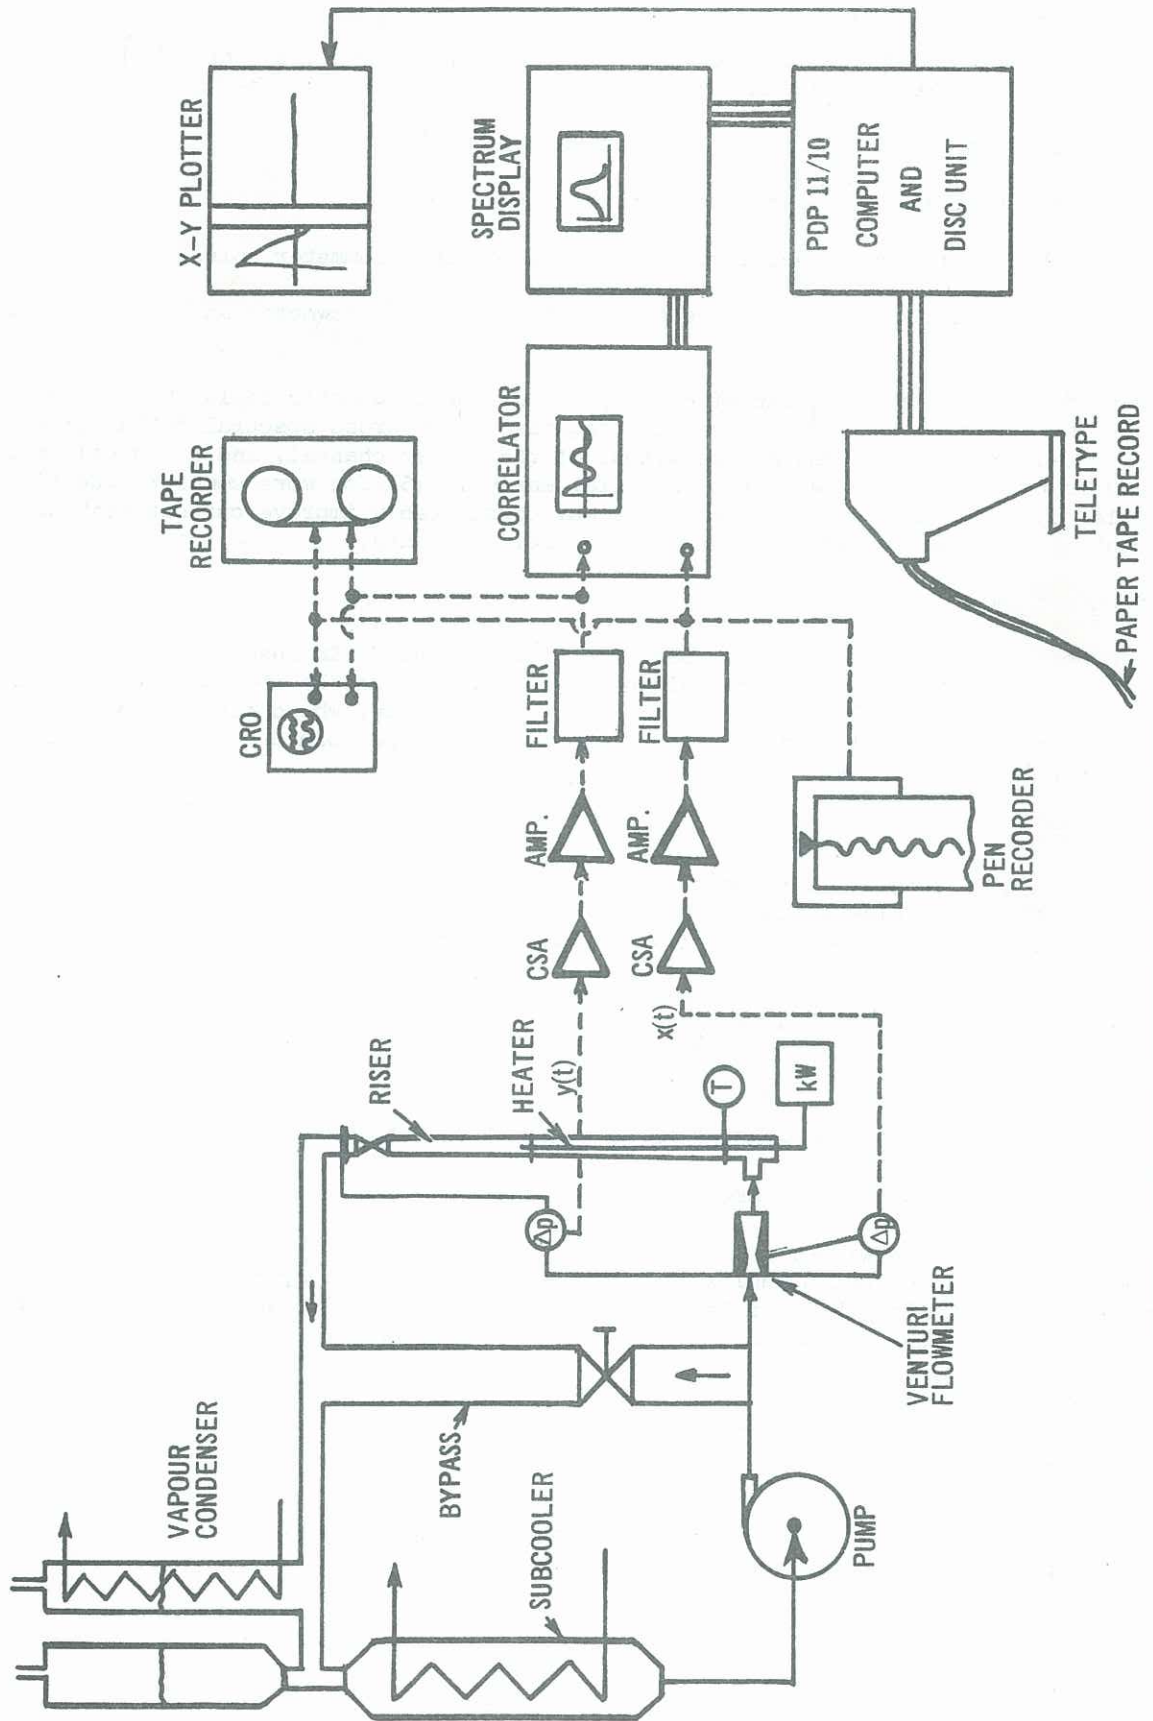 VAPOUR
CONDENSER
BYPASS
SUBCOOLER
PUMP
VENTURI
FLOWMETER
RISER
HEATER
T
kW
Δp
Δp
y(t)
x(t)
CSA
CSA
AMP.
AMP.
FILTER
FILTER
CRO
TAPE
RECORDER
PEN
RECORDER
CORRELATOR
SPECTRUM
DISPLAY
X-Y PLOTTER
PDP 11/10
COMPUTER
AND
DISC UNIT
TELETYPE
PAPER TAPE RECORD